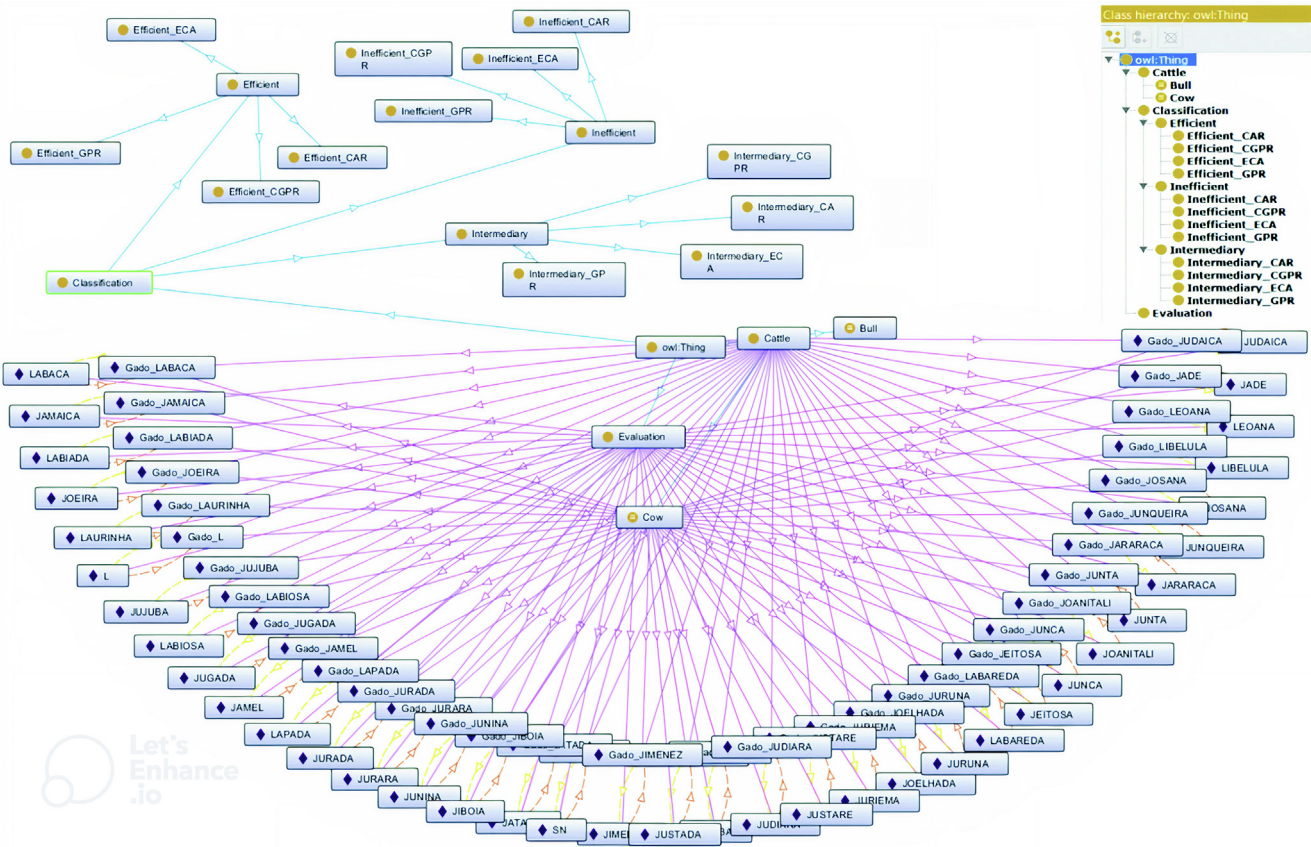 Class hierarchy: owl:Thing
owl:Thing
Cattle
Bull
Cow
Classification
Efficient
Efficient_CAR
Efficient_CGPR
Efficient_ECA
Efficient_GPR
Inefficient
Inefficient_CAR
Inefficient_CGPR
Inefficient_ECA
Inefficient_GPR
Intermediary
Intermediary_CAR
Intermediary_CGPR
Intermediary_ECA
Intermediary_GPR
Evaluation
Efficient_ECA
Efficient
Efficient_GPR
Efficient_CAR
Efficient_CGPR
Inefficient_CAR
Inefficient_CGP
R
Inefficient_ECA
Inefficient_GPR
Inefficient
Intermediary_CG
PR
Intermediary_CA
R
Intermediary
Intermediary_EC
A
Intermediary_GP
R
Classification
owl:Thing
Cattle
Bull
Evaluation
Cow
LABACA
Gado_LABACA
JAMAICA
Gado_JAMAICA
LABIADA
Gado_LABIADA
JOEIRA
Gado_JOEIRA
LAURINHA
Gado_LAURINHA
L
Gado_L
JUJUBA
Gado_JUJUBA
LABIOSA
Gado_LABIOSA
JUGADA
Gado_JUGADA
JAMEL
Gado_JAMEL
LAPADA
Gado_LAPADA
JURADA
Gado_JURADA
JURARA
Gado_JURARA
JUNINA
Gado_JUNINA
JIBOIA
Gado_JIBOIA
SN
Gado_JIMENEZ
JUSTADA
Gado_JUDIARA
JUDIARA
JUSTARE
JURIEMA
JOELHADA
Gado_JOELHADA
JURUNA
Gado_JURUNA
LABAREDA
Gado_LABAREDA
JEITOSA
Gado_JEITOSA
JUNCA
Gado_JUNCA
JOANITALI
Gado_JOANITALI
JUNTA
Gado_JUNTA
JARARACA
Gado_JARARACA
JUNQUEIRA
Gado_JUNQUEIRA
Gado_JOSANA
LIBELULA
Gado_LIBELULA
LEOANA
Gado_LEOANA
JADE
Gado_JADE
JUDAICA
Gado_JUDAICA
Let's
Enhance
.io